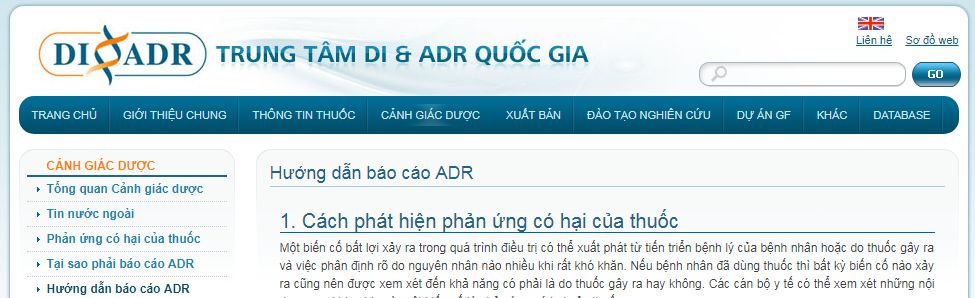 DI ADR
TRUNG TÂM DI & ADR QUỐC GIA
Liên hê Sơ đồ web
GO
TRANG CHỦ GIỚI THIỆU CHUNG THÔNG TIN THUỐC CẢNH GIÁC DƯỢC XUẤT BẢN ĐÀO TẠO NGHIÊN CỨU DỰ ÁN GF KHÁC DATABASE
CẢNH GIÁC DƯỢC
Tổng quan Cảnh giác dược
Tin nước ngoài
Phản ứng có hại của thuốc
Tại sao phải báo cáo ADR
Hướng dẫn báo cáo ADR
Hướng dẫn báo cáo ADR
1. Cách phát hiện phản ứng có hại của thuốc
Một biến cố bất lợi xảy ra trong quá trình điều trị có thể xuất phát từ tiến triển bệnh lý của bệnh nhân hoặc do thuốc gây ra
và việc phân định rõ do nguyên nhân nào nhiều khi rất khó khăn. Nếu bệnh nhân đã dùng thuốc thì bất kỳ biến cố nào xảy
ra cũng nên được xem xét đến khả năng có phải là do thuốc gây ra hay không. Các cán bộ y tế có thể xem xét những nội